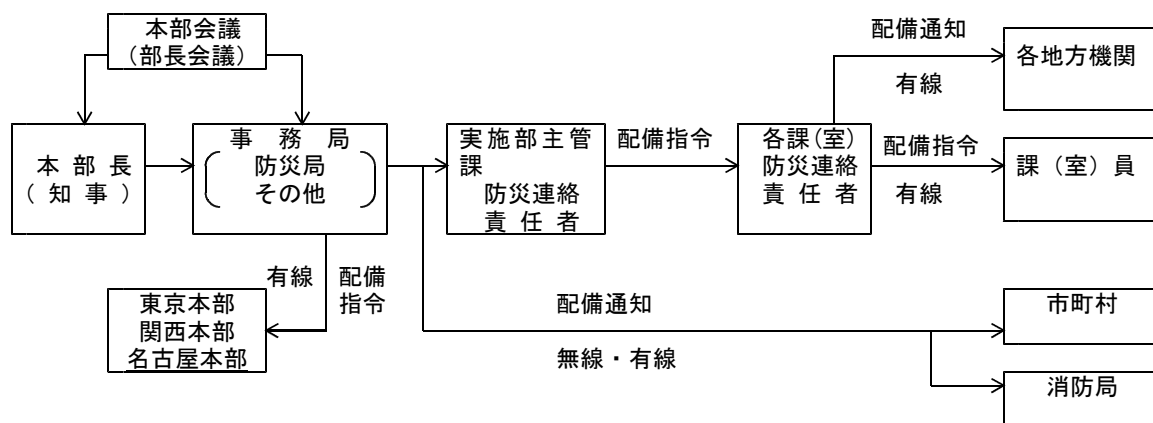 本部会議
（部長会議）
配備通知
有線
各地方機関
本部長
（知事）
事務局
防災局
その他
実施部主管
課
防災連絡
責任者
配備指令
各課（室）
防災連絡
責任者
配備指令
有線
課（室）員
有線
配備
指令
東京本部
関西本部
名古屋本部
配備通知
無線・有線
市町村
消防局